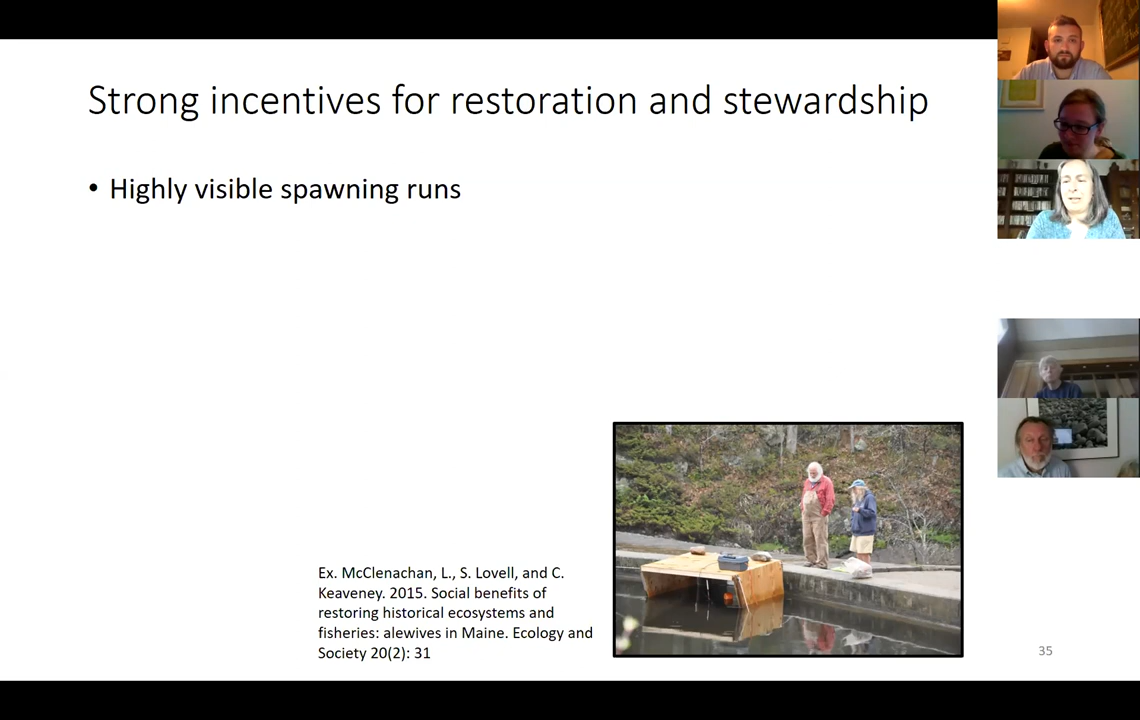 Strong incentives for restoration and stewardship
• Highly visible spawning runs
Ex. McClenachan, L., S. Lovell, and C.
Keaveney. 2015. Social benefits of
restoring historical ecosystems and
fisheries: alewives in Maine. Ecology and
Society 20(2): 31
35